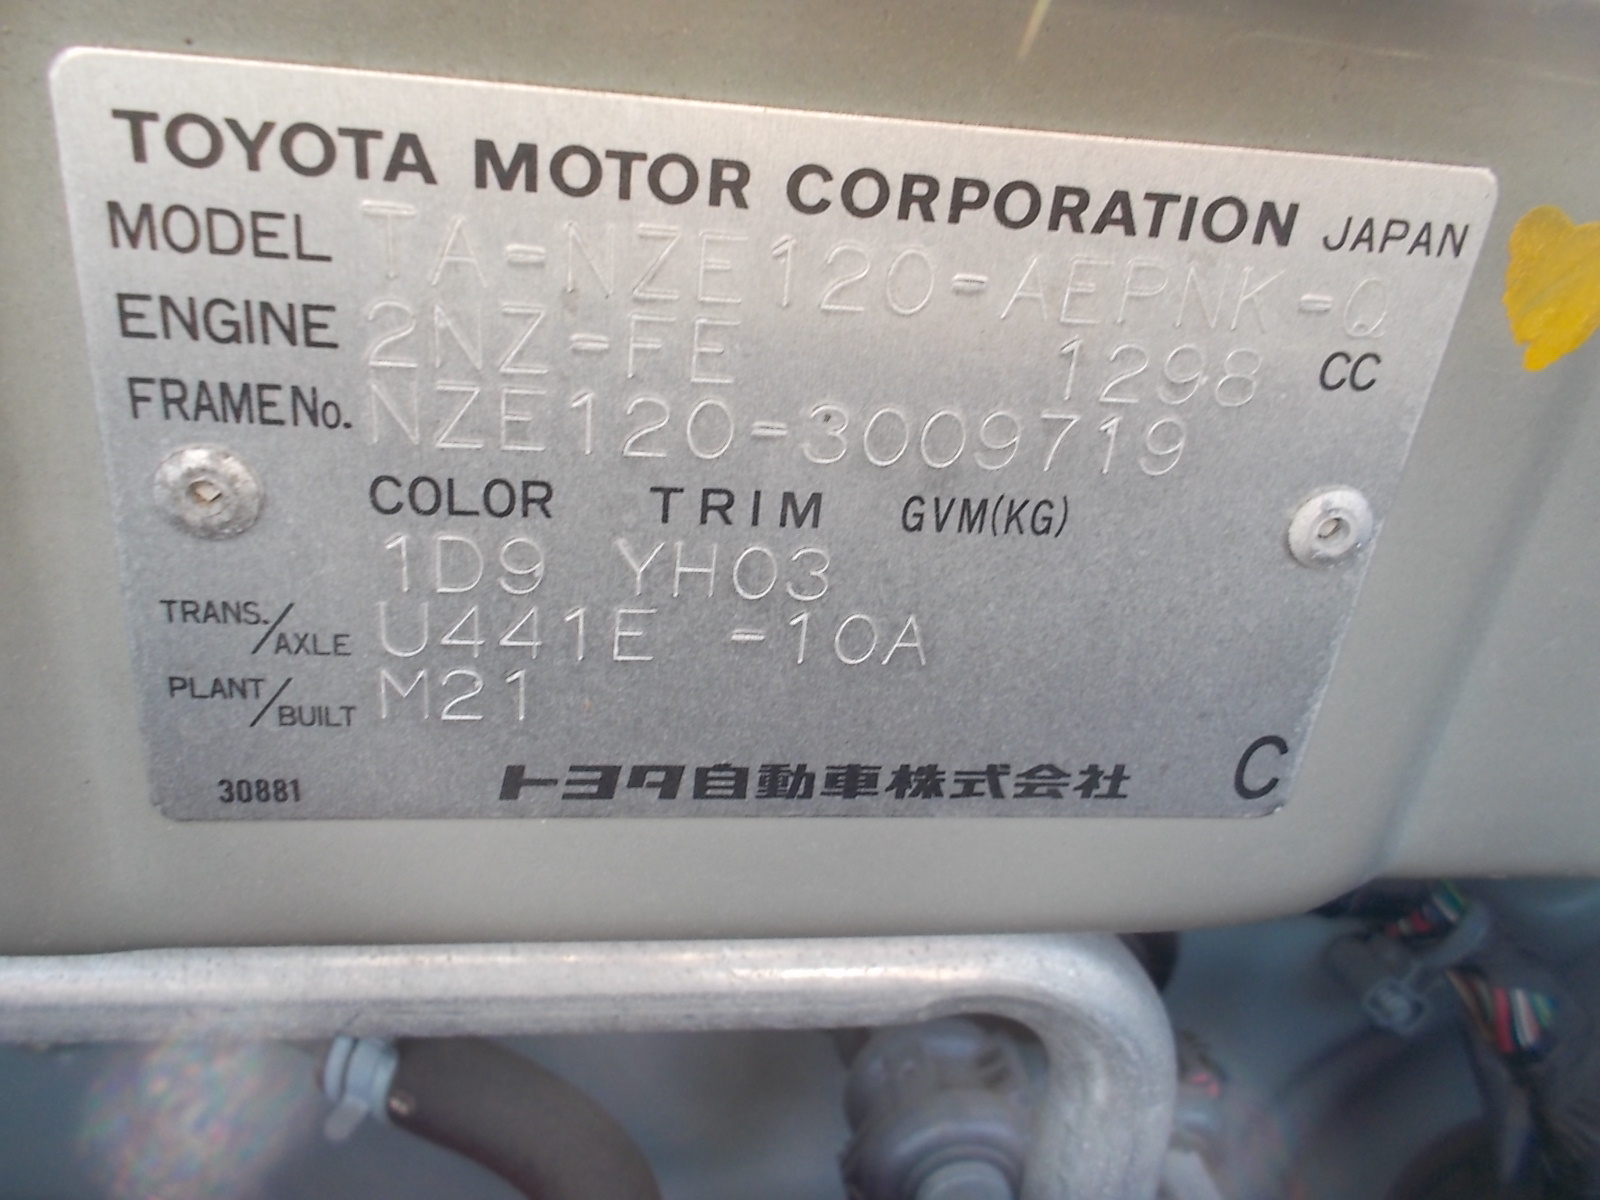 TOYOTA MOTOR CORPORATION JAPAN
MODEL TA-NZE120-AEPNK-Q
ENGINE 2NZ-FE 1298 CC
FRAME No. NZE120-3009719
COLOR TRIM GVM(KG)
1D9 YH03
TRANS./AXLE U441E -10A
PLANT/BUILT M21
30881 トヨタ自動車株式会社 C